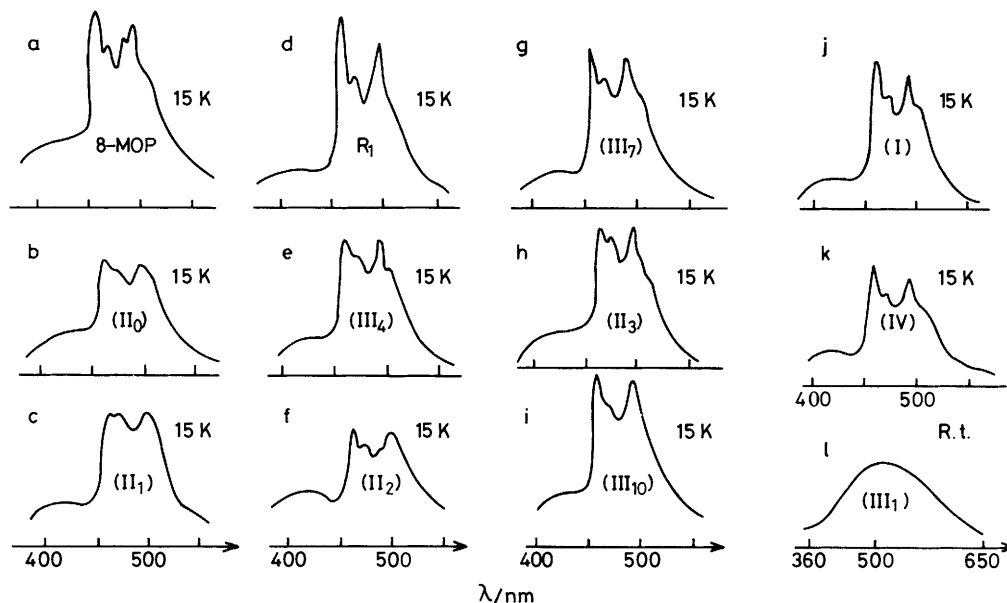 a
15 K
8-MOP
d
15 K
R₁
g
15 K
(III₇)
j
15 K
(I)
b
15 K
(II₀)
e
15 K
(III₄)
h
15 K
(II₃)
k
15 K
(IV)
400 500
c
15 K
(II₁)
400 500
f
15 K
(II₂)
400 500
i
15 K
(III₁₀)
400 500
R.t.
l
(III₁)
360 500 650
λ/nm